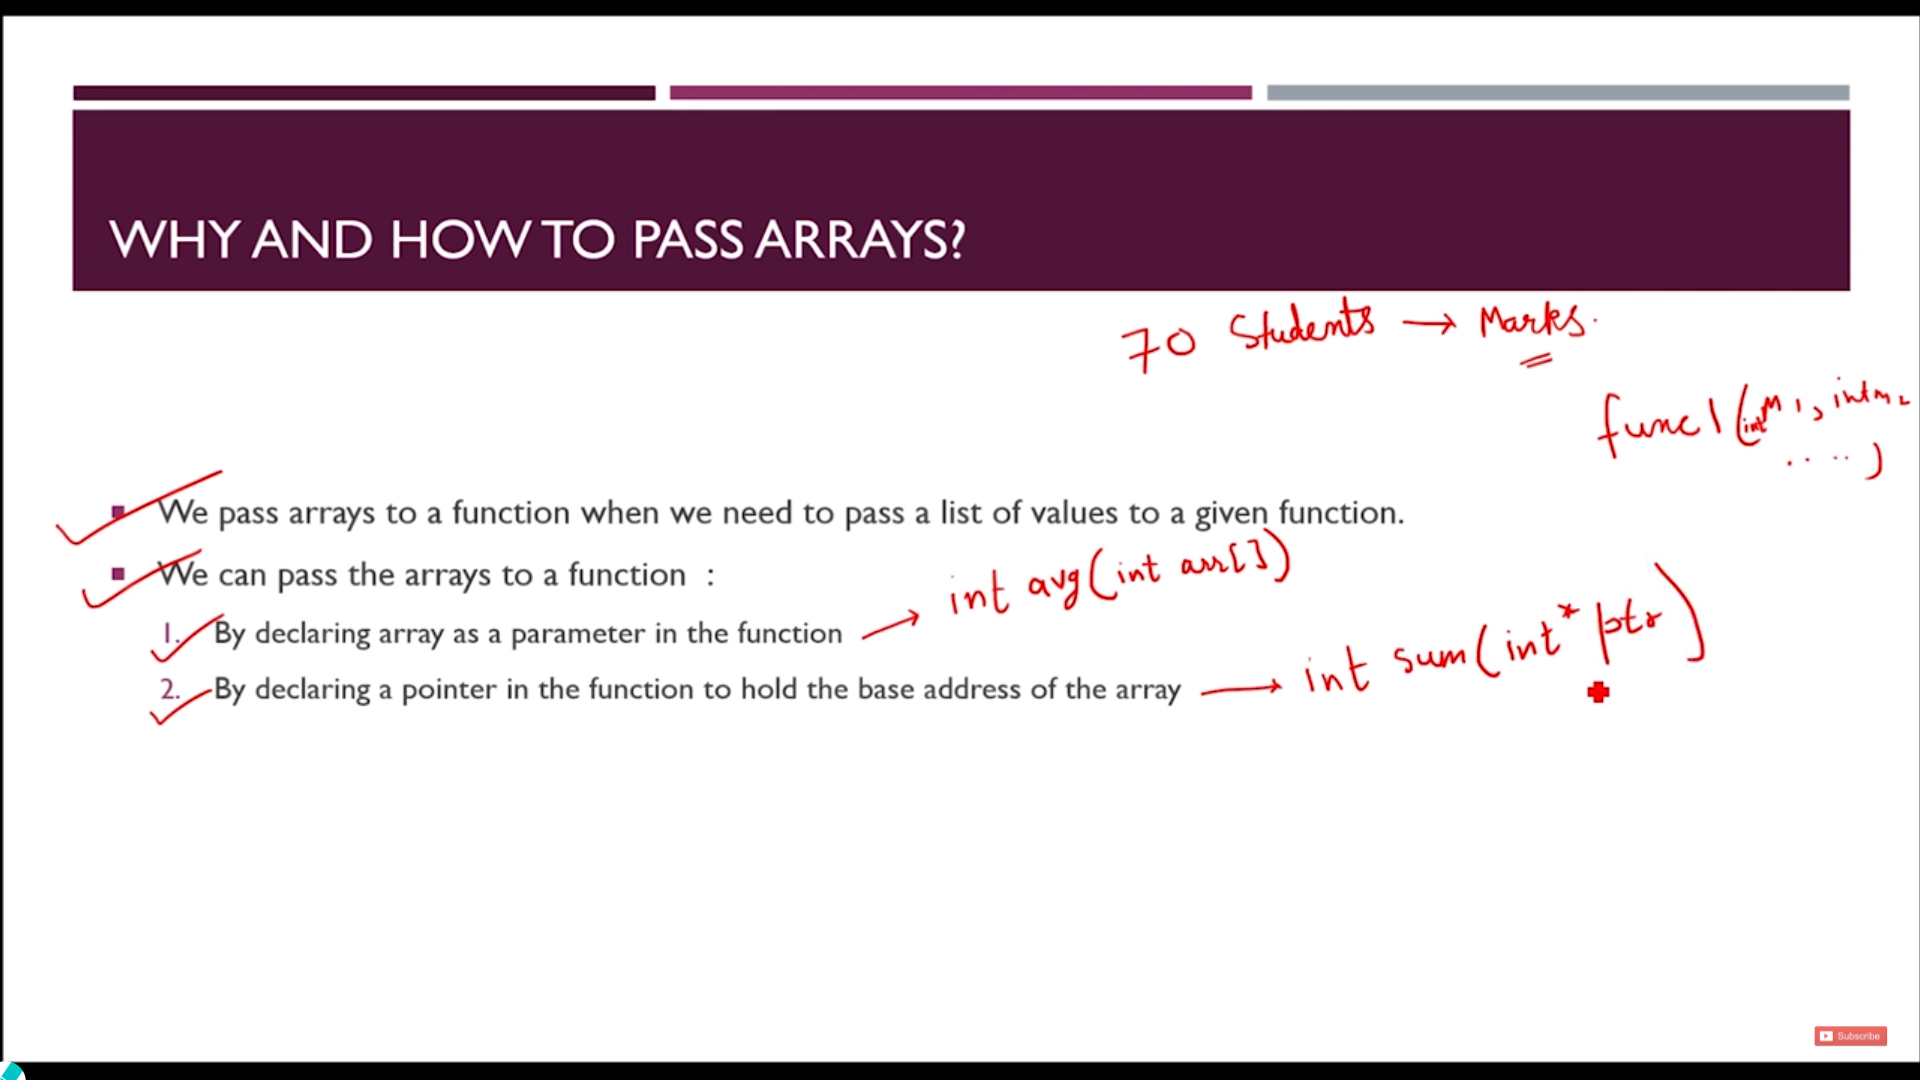 WHY AND HOW TO PASS ARRAYS?
70 Students → Marks.
func1(int M1, int m2
....)
▪ We pass arrays to a function when we need to pass a list of values to a given function.
▪ We can pass the arrays to a function :
int avg(int arr[])
1. By declaring array as a parameter in the function →
2. By declaring a pointer in the function to hold the base address of the array → int sum(int* ptr)
Subscribe